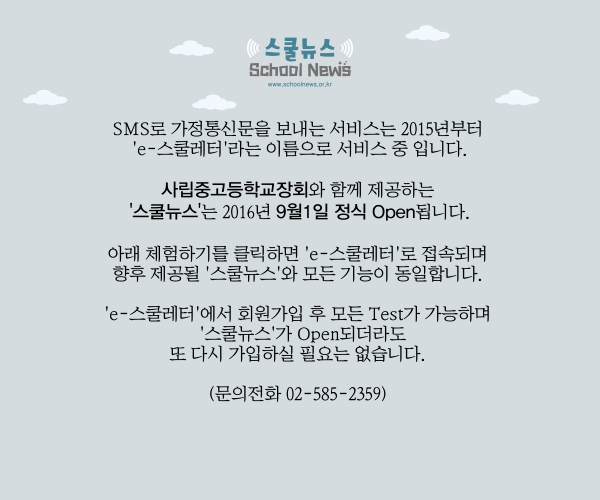 스쿨뉴스
School News
www.schoolnews.or.kr
SMS로 가정통신문을 보내는 서비스는 2015년부터
'e-스쿨레터'라는 이름으로 서비스 중 입니다.
사립중고등학교장회와 함께 제공하는
'스쿨뉴스'는 2016년 9월1일 정식 Open됩니다.
아래 체험하기를 클릭하면 'e-스쿨레터'로 접속되며
향후 제공될 '스쿨뉴스'와 모든 기능이 동일합니다.
'e-스쿨레터'에서 회원가입 후 모든 Test가 가능하며
'스쿨뉴스'가 Open되더라도
또 다시 가입하실 필요는 없습니다.
(문의전화 02-585-2359)